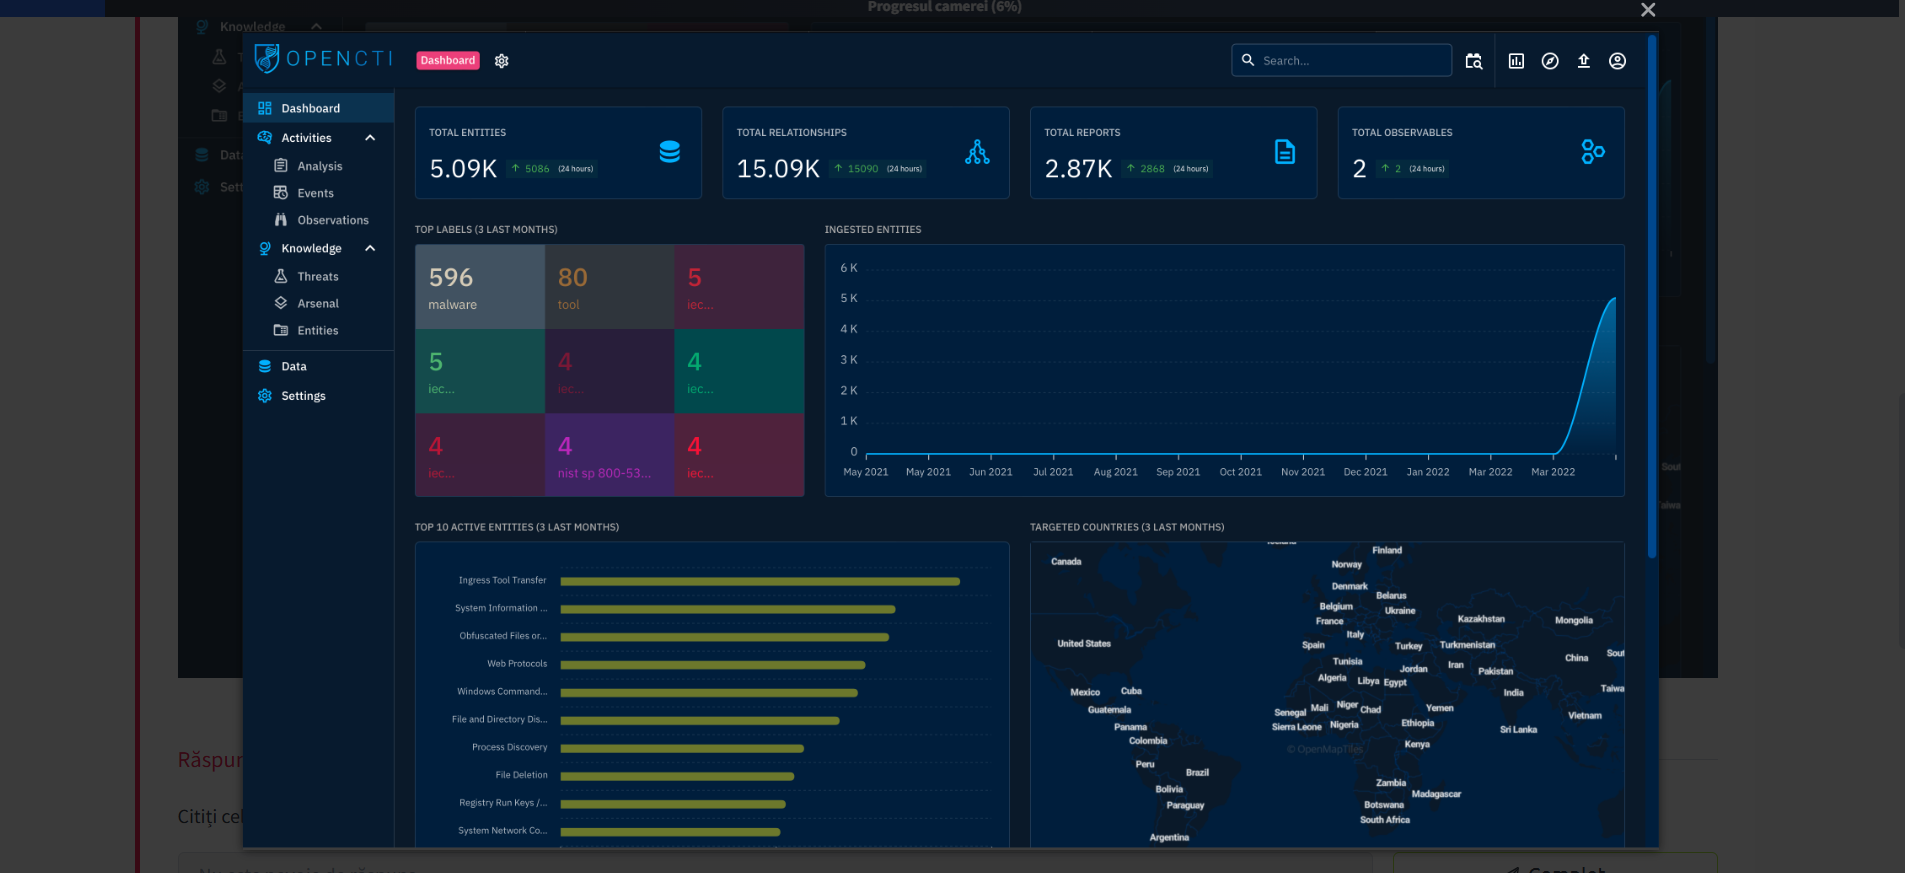 Progresul camerei (6%)
Knowledge
OPENCTI
Dashboard
Search...
Dashboard
Activities
Analysis
Events
Observations
Knowledge
Threats
Arsenal
Entities
Data
Settings
TOTAL ENTITIES
5.09K 5086 (24 hours)
TOTAL RELATIONSHIPS
15.09K 15090 (24 hours)
TOTAL REPORTS
2.87K 2868 (24 hours)
TOTAL OBSERVABLES
2 2 (24 hours)
TOP LABELS (3 LAST MONTHS)
596
malware
80
tool
5
iec...
5
iec...
4
iec...
4
iec...
4
iec...
4
nist sp 800-53...
4
iec...
INGESTED ENTITIES
6 K
5 K
4 K
3 K
2 K
1 K
0
May 2021 May 2021 Jun 2021 Jul 2021 Aug 2021 Sep 2021 Oct 2021 Nov 2021 Dec 2021 Jan 2022 Mar 2022 Mar 2022
TOP 10 ACTIVE ENTITIES (3 LAST MONTHS)
Ingress Tool Transfer
System Information ...
Obfuscated Files or...
Web Protocols
Windows Command...
File and Directory Dis...
Process Discovery
File Deletion
Registry Run Keys /...
System Network Co...
TARGETED COUNTRIES (3 LAST MONTHS)
Finland
Canada
Norway
Denmark
Belarus
Belgium
Ukraine
France
Kazakhstan
Mongolia
Italy
United States
Spain
Turkey
Turkmenistan
Sou
China
Tunisia
Iran
Jordan
Pakistan
Algeria
Libya
Egypt
Taiwa
Mexico
Cuba
India
Guatemala
Senegal
Mali
Niger
Chad
Yemen
Vietnam
Panama
Sierra Leone
Nigeria
Ethiopia
Sri Lanka
Colombia
Kenya
© OpenMapTiles
Peru
Brazil
Zambia
Bolivia
Madagascar
Paraguay
Botswana
South Africa
Argentina
Data
Sett
Sout
Taiwa
Răspun
Citiți cel